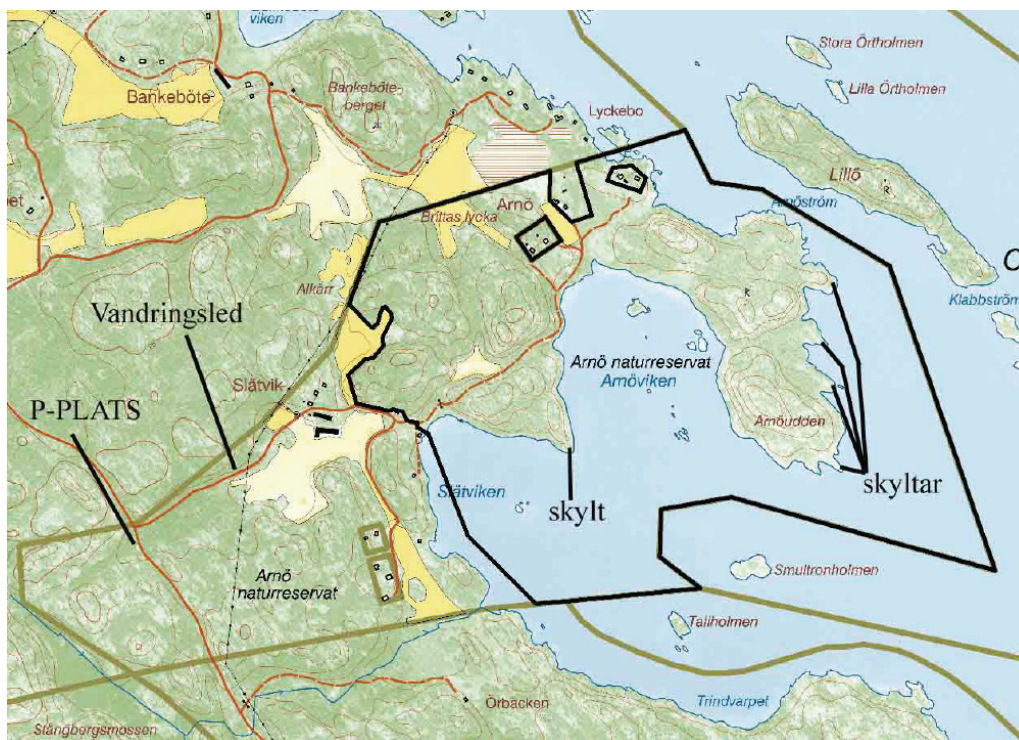 viken
Stora Örtholmen
Lilla Örtholmen
Bankeböte
Bankeböte-
berget
Lyckebo
Lillö
R
Arnöström
Arnö
Brittas lycka
et
O
Klabbström
Alkärr
Vandringsled
R
Arnö naturreservat
Arnöviken
Slätvik
P-PLATS
Arnöudden
skyltar
Slätviken
skylt
Arnö
naturreservat
Smultronholmen
Tallholmen
Örbacken
Trindvarpet
Stångbergsmossen